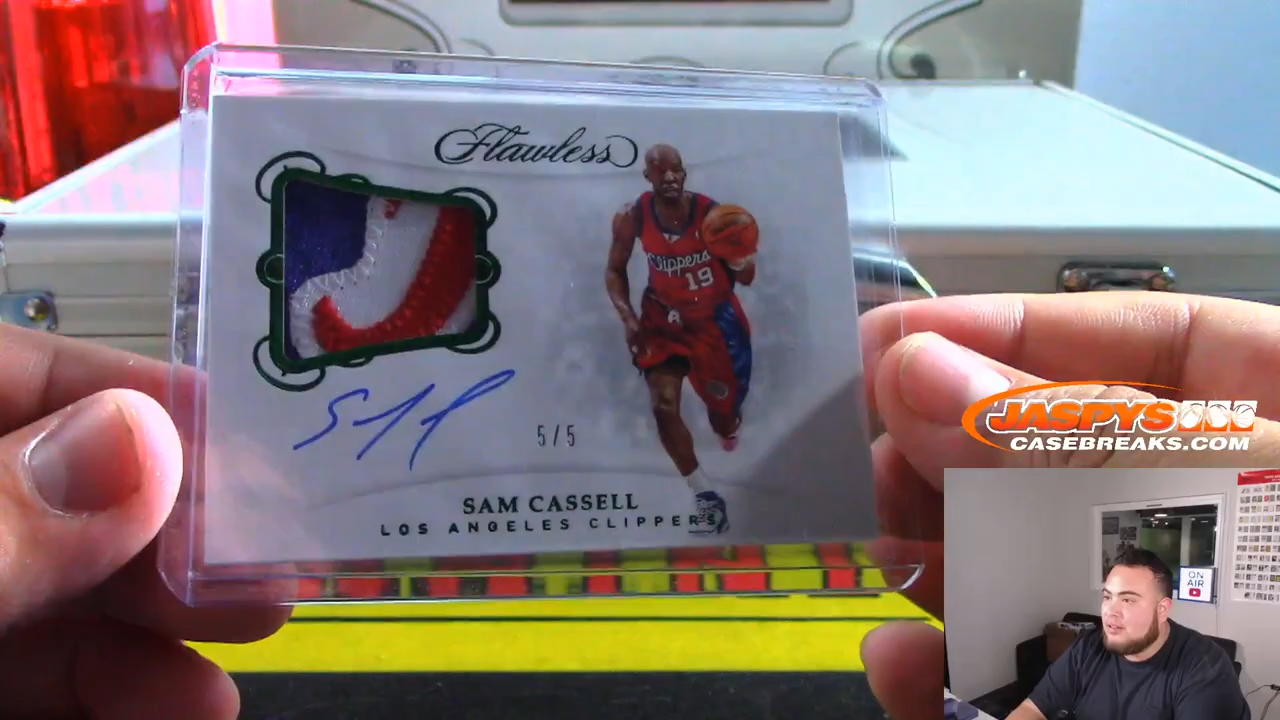 Flawless
Clippers
19
5/5
SAM CASSELL
LOS ANGELES CLIPPERS
JASPYS
CASEBREAKS.COM
ON
AIR